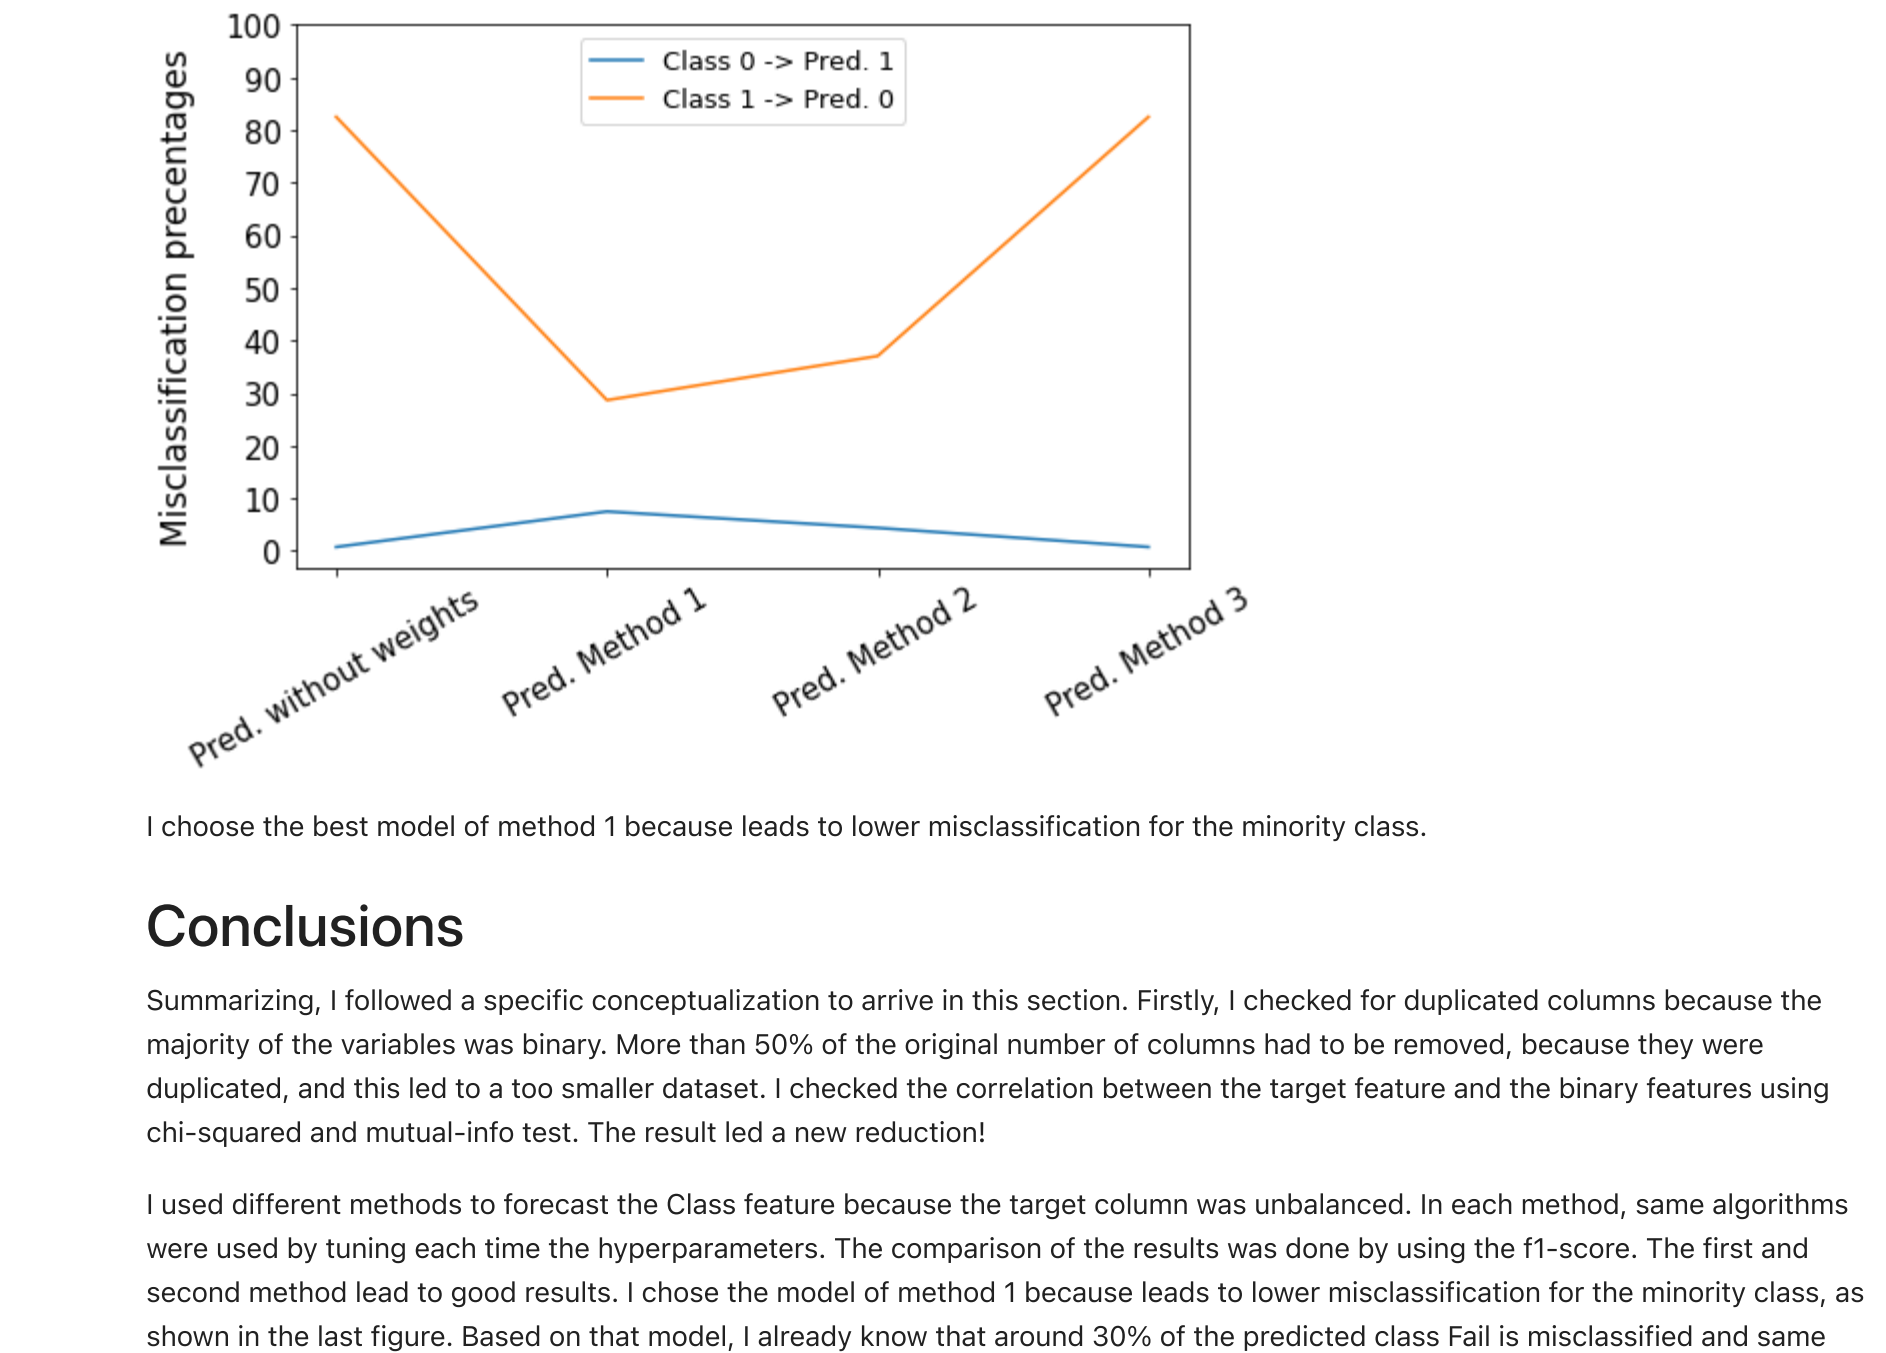 100
Class 0 -> Pred. 1
90
Class 1 -> Pred. 0
80
70
60
50
40
30
20
10
0
Misclassification precentages
Pred. without weights
Pred. Method 1
Pred. Method 2
Pred. Method 3
I choose the best model of method 1 because leads to lower misclassification for the minority class.
Conclusions
Summarizing, I followed a specific conceptualization to arrive in this section. Firstly, I checked for duplicated columns because the
majority of the variables was binary. More than 50% of the original number of columns had to be removed, because they were
duplicated, and this led to a too smaller dataset. I checked the correlation between the target feature and the binary features using
chi-squared and mutual-info test. The result led a new reduction!
I used different methods to forecast the Class feature because the target column was unbalanced. In each method, same algorithms
were used by tuning each time the hyperparameters. The comparison of the results was done by using the f1-score. The first and
second method lead to good results. I chose the model of method 1 because leads to lower misclassification for the minority class, as
shown in the last figure. Based on that model, I already know that around 30% of the predicted class Fail is misclassified and same